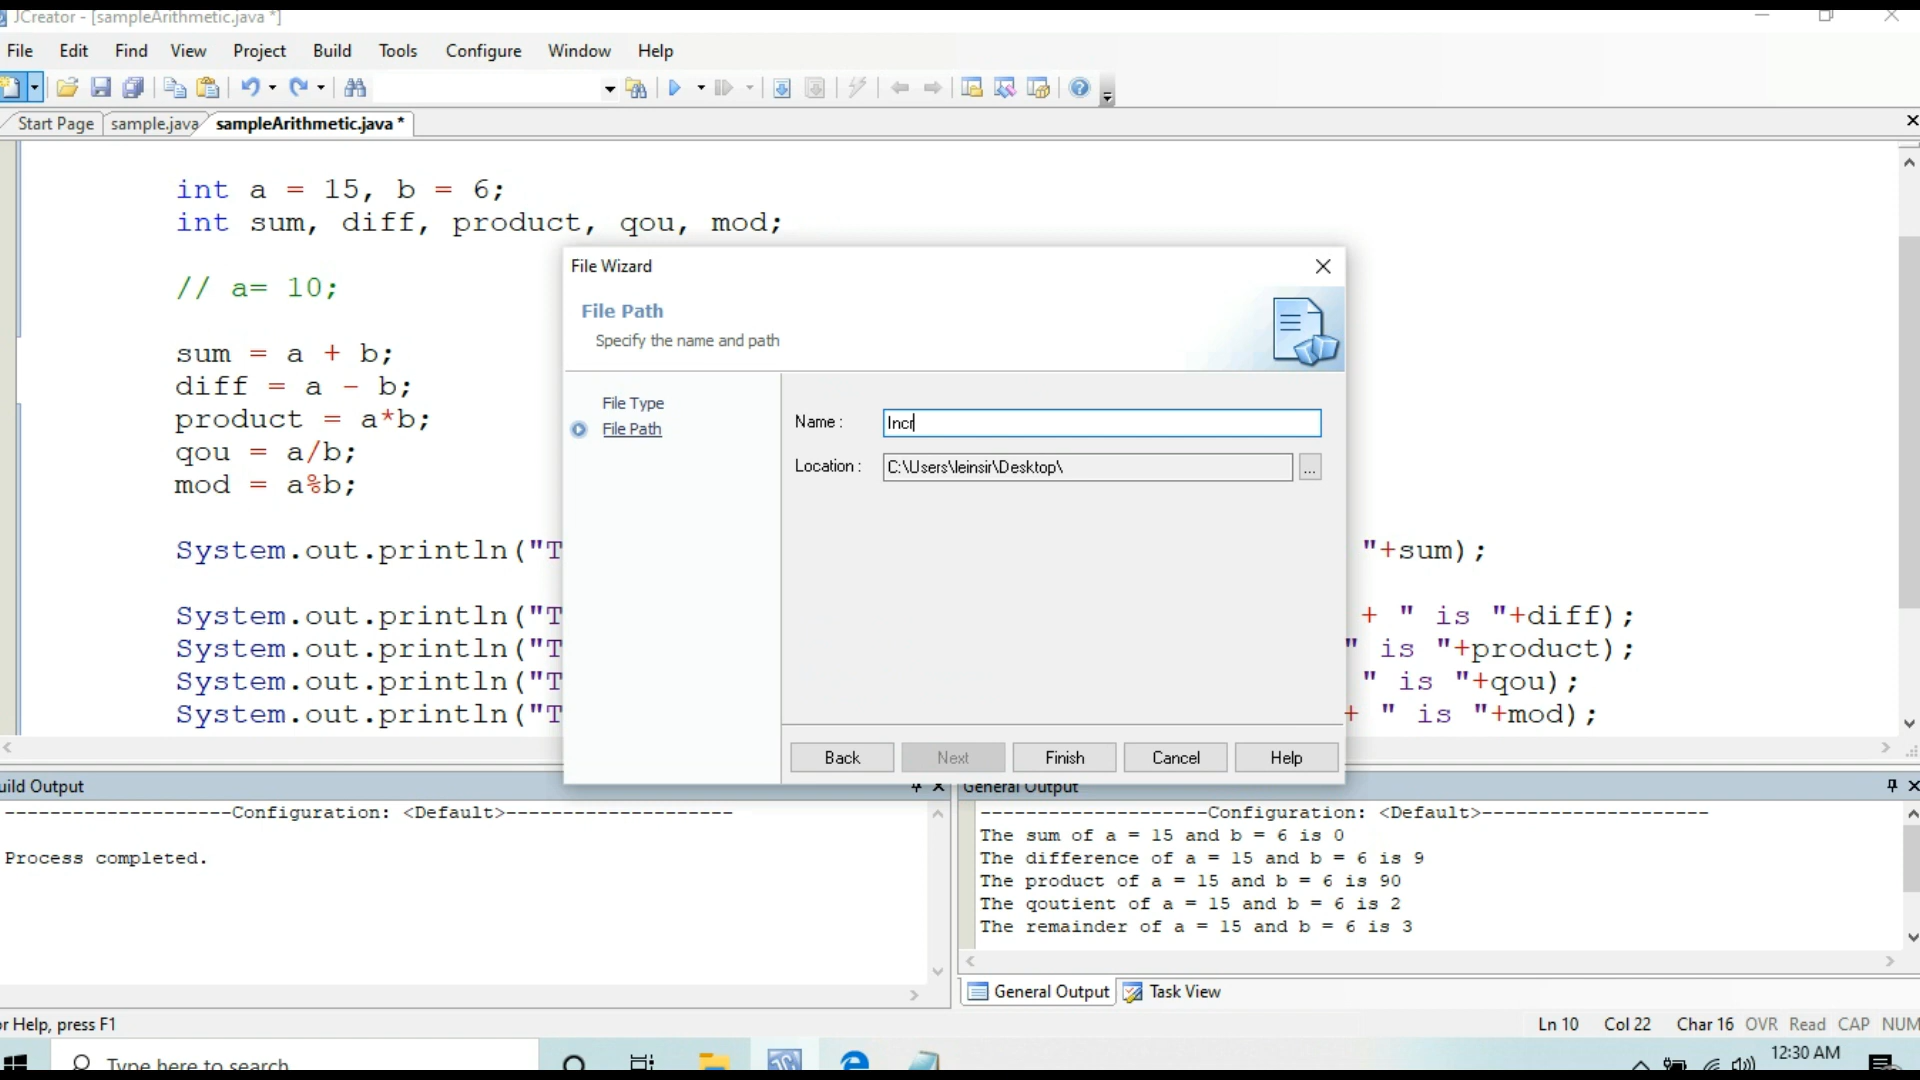 JCreator - [sampleArithmetic.java *]
File Edit Find View Project Build Tools Configure Window Help
Start Page sample.java sampleArithmetic.java *
int a = 15, b = 6;
int sum, diff, product, qou, mod;
// a= 10;
sum = a + b;
diff = a - b;
product = a*b;
qou = a/b;
mod = a%b;
System.out.println("T "+sum);
System.out.println("T + " is "+diff);
System.out.println("T " is "+product);
System.out.println("T " is "+qou);
System.out.println("T + " is "+mod);
File Wizard
File Path
Specify the name and path
File Type
File Path
Name :
Incr
Location :
C:\Users\leinsir\Desktop\
...
Back Next Finish Cancel Help
uild Output
--------------------Configuration: <Default>--------------------
Process completed.
General Output
--------------------Configuration: <Default>--------------------
The sum of a = 15 and b = 6 is 0
The difference of a = 15 and b = 6 is 9
The product of a = 15 and b = 6 is 90
The qoutient of a = 15 and b = 6 is 2
The remainder of a = 15 and b = 6 is 3
General Output Task View
or Help, press F1
Ln 10 Col 22 Char 16 OVR Read CAP NUM
Type here to search
12:30 AM